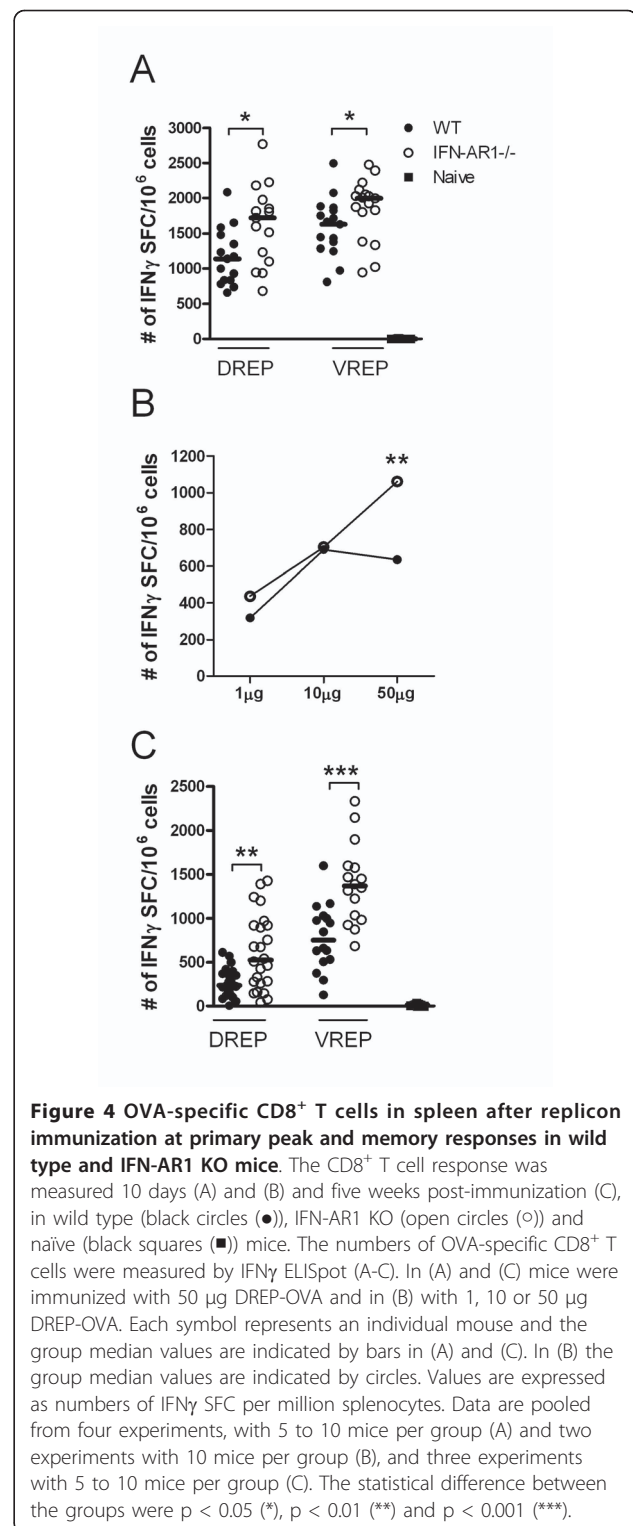 A
* *
● WT
○ IFN-AR1-/-
■ Naive
# of IFNγ SFC/10⁶ cells
3000
2500
2000
1500
1000
500
0
DREP VREP
B
# of IFNγ SFC/10⁶ cells
1200
1000
800
600
400
200
0
**
1µg 10µg 50µg
C
# of IFNγ SFC/10⁶ cells
2500
2000
1500
1000
500
0
** ***
DREP VREP
Figure 4 OVA-specific CD8⁺ T cells in spleen after replicon
immunization at primary peak and memory responses in wild
type and IFN-AR1 KO mice. The CD8⁺ T cell response was
measured 10 days (A) and (B) and five weeks post-immunization (C),
in wild type (black circles (●)), IFN-AR1 KO (open circles (○)) and
naïve (black squares (■)) mice. The numbers of OVA-specific CD8⁺ T
cells were measured by IFNγ ELISpot (A-C). In (A) and (C) mice were
immunized with 50 µg DREP-OVA and in (B) with 1, 10 or 50 µg
DREP-OVA. Each symbol represents an individual mouse and the
group median values are indicated by bars in (A) and (C). In (B) the
group median values are indicated by circles. Values are expressed
as numbers of IFNγ SFC per million splenocytes. Data are pooled
from four experiments, with 5 to 10 mice per group (A) and two
experiments with 10 mice per group (B), and three experiments
with 5 to 10 mice per group (C). The statistical difference between
the groups were p < 0.05 (*), p < 0.01 (**) and p < 0.001 (***).